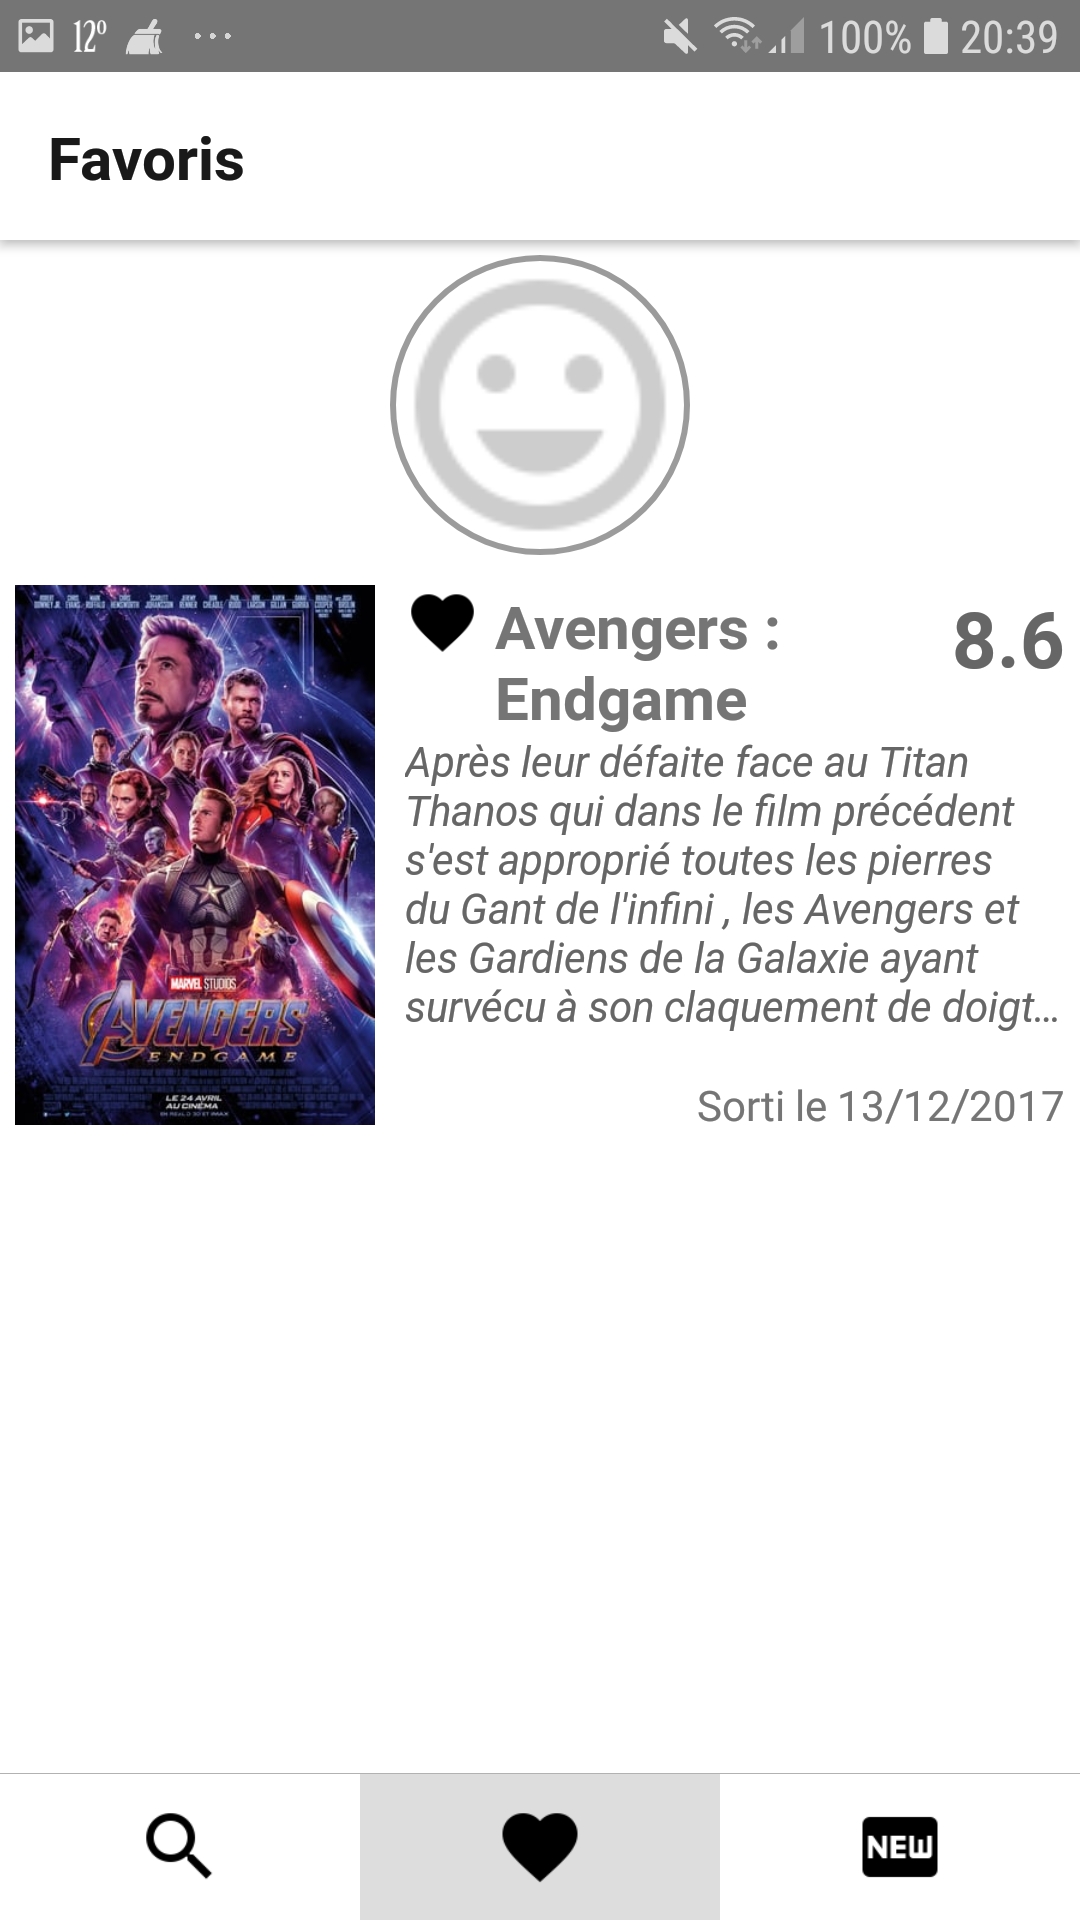 12° ... 100% 20:39
Favoris
Avengers : 8.6
Endgame
Après leur défaite face au Titan
Thanos qui dans le film précédent
s'est approprié toutes les pierres
du Gant de l'infini , les Avengers et
les Gardiens de la Galaxie ayant
survécu à son claquement de doigt…
Sorti le 13/12/2017
MARVEL STUDIOS
AVENGERS
ENDGAME
LE 24 AVRIL
AU CINÉMA
NEW